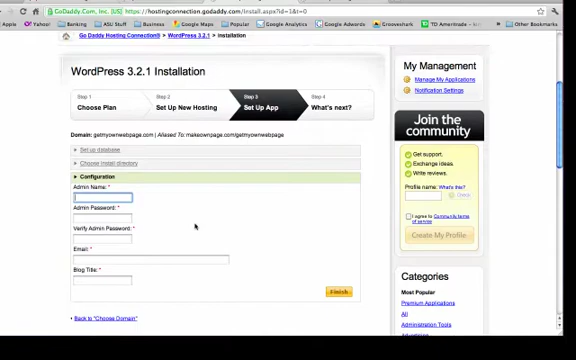 GoDaddy.Com, Inc. [US] https://hostingconnection.godaddy.com/install.aspx?id=1&t=0
Apple Yahoo! Banking ASU Stuff Business Google Maps Popular Google Analytics Google Adwords Grooveshark TD Ameritrade Other Bookmarks
Go Daddy Hosting Connection® > WordPress 3.2.1 > Installation
WordPress 3.2.1 Installation
Step 1
Choose Plan
Step 2
Set Up New Hosting
Step 3
Set Up App
Step 4
What's next?
Domain: getmyownwebpage.com | Aliased To: makeownpage.com/getmyownwebpage
Set up database
Choose install directory
Configuration
Admin Name: *
Admin Password: *
Verify Admin Password: *
Email: *
Blog Title: *
Finish
Back to "Choose Domain"
My Management
Manage My Applications
Notification Settings
Join the
community
Get support.
Exchange ideas.
Write reviews.
Profile name: What's this?
Check
I agree to Community terms
of service
Create My Profile
Categories
Most Popular
Premium Applications
All
Administration Tools
Advertising